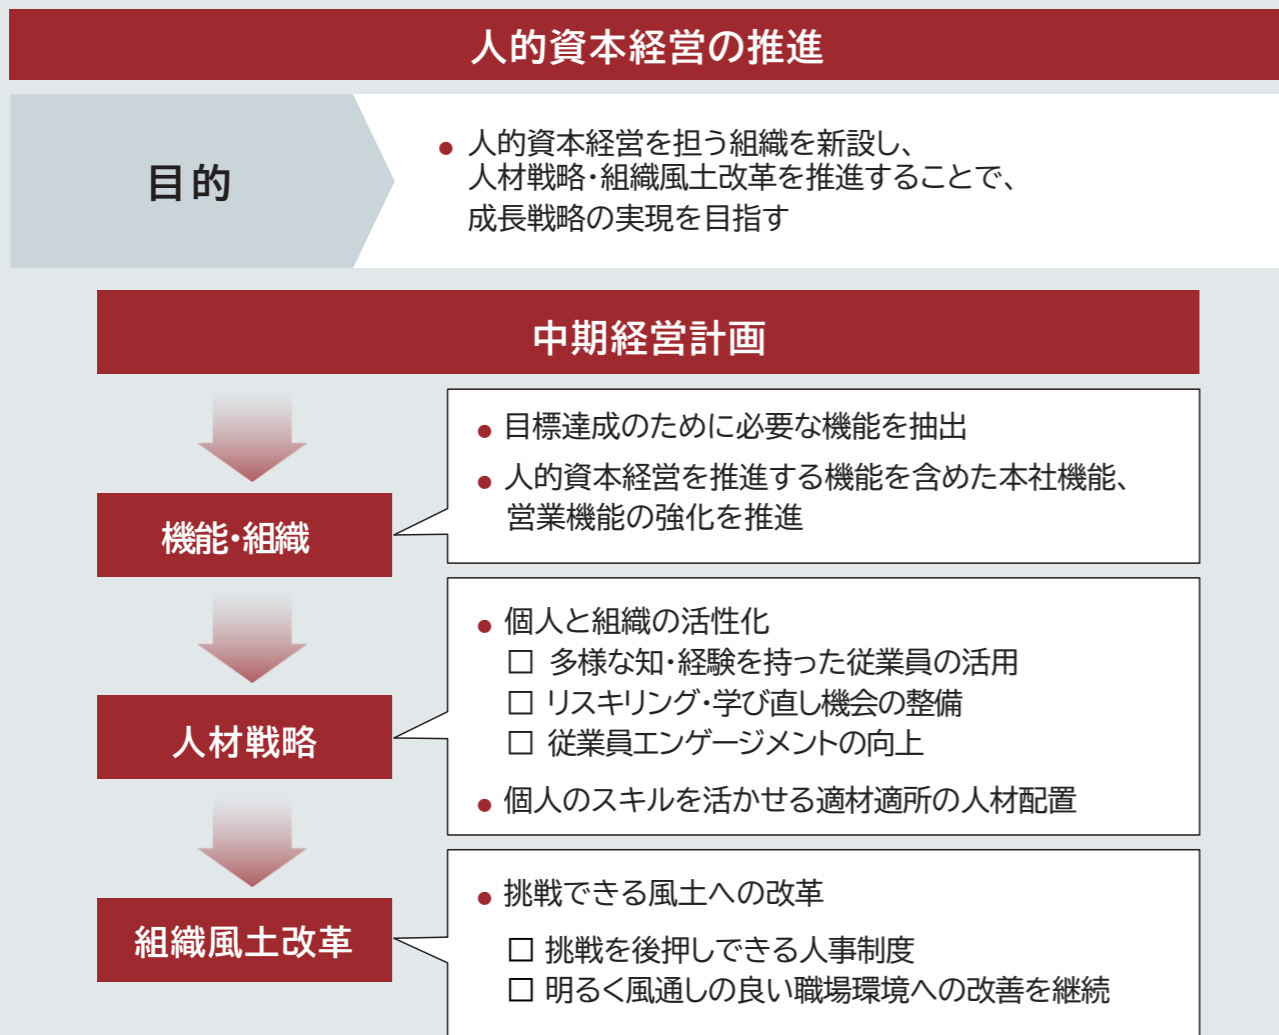 人的資本経営の推進
目的
● 人的資本経営を担う組織を新設し、
人材戦略・組織風土改革を推進することで、
成長戦略の実現を目指す
中期経営計画
機能・組織
● 目標達成のために必要な機能を抽出
● 人的資本経営を推進する機能を含めた本社機能、
営業機能の強化を推進
人材戦略
● 個人と組織の活性化
□ 多様な知・経験を持った従業員の活用
□ リスキリング・学び直し機会の整備
□ 従業員エンゲージメントの向上
● 個人のスキルを活かせる適材適所の人材配置
組織風土改革
● 挑戦できる風土への改革
□ 挑戦を後押しできる人事制度
□ 明るく風通しの良い職場環境への改善を継続